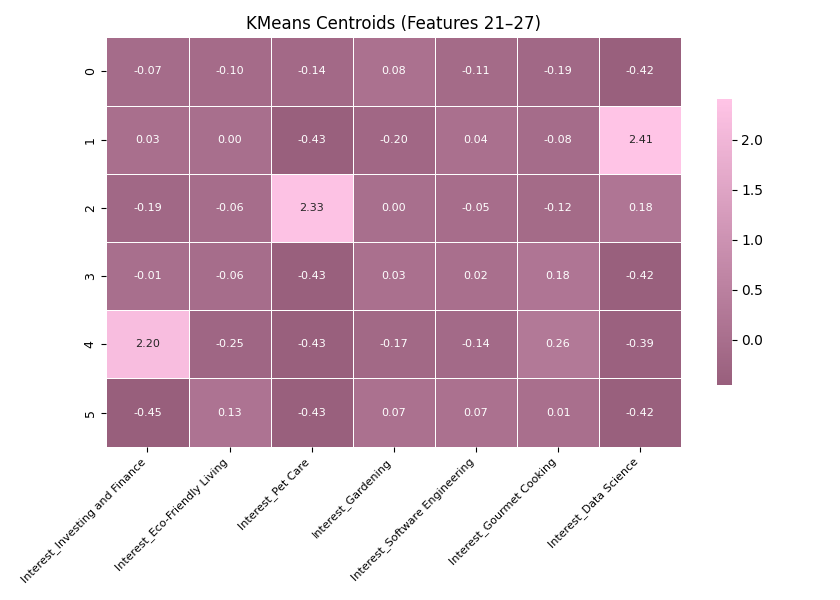 KMeans Centroids (Features 21–27)
0 -0.07 -0.10 -0.14 0.08 -0.11 -0.19 -0.42
1 0.03 0.00 -0.43 -0.20 0.04 -0.08 2.41
2 -0.19 -0.06 2.33 0.00 -0.05 -0.12 0.18
3 -0.01 -0.06 -0.43 0.03 0.02 0.18 -0.42
4 2.20 -0.25 -0.43 -0.17 -0.14 0.26 -0.39
5 -0.45 0.13 -0.43 0.07 0.07 0.01 -0.42
Interest_Investing and Finance
Interest_Eco-Friendly Living
Interest_Pet Care
Interest_Gardening
Interest_Software Engineering
Interest_Gourmet Cooking
Interest_Data Science
2.0
1.5
1.0
0.5
0.0